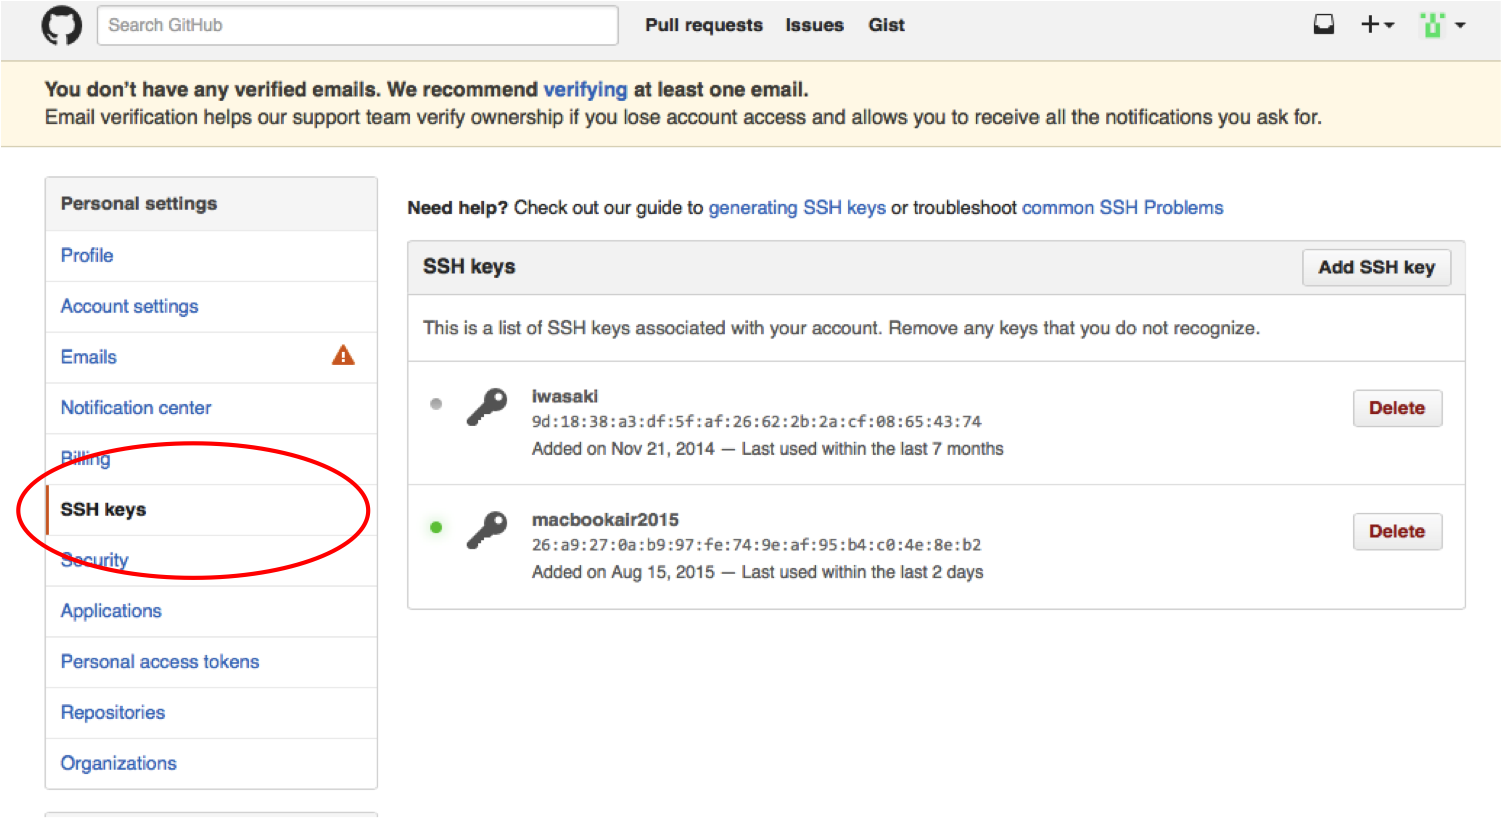 Search GitHub
Pull requests Issues Gist
You don't have any verified emails. We recommend verifying at least one email.
Email verification helps our support team verify ownership if you lose account access and allows you to receive all the notifications you ask for.
Personal settings
Profile
Account settings
Emails
Notification center
Billing
SSH keys
Security
Applications
Personal access tokens
Repositories
Organizations
Need help? Check out our guide to generating SSH keys or troubleshoot common SSH Problems
SSH keys
Add SSH key
This is a list of SSH keys associated with your account. Remove any keys that you do not recognize.
iwasaki
9d:18:38:a3:df:5f:af:26:62:2b:2a:cf:08:65:43:74
Added on Nov 21, 2014 — Last used within the last 7 months
Delete
macbookair2015
26:a9:27:0a:b9:97:fe:74:9e:af:95:b4:c0:4e:8e:b2
Added on Aug 15, 2015 — Last used within the last 2 days
Delete